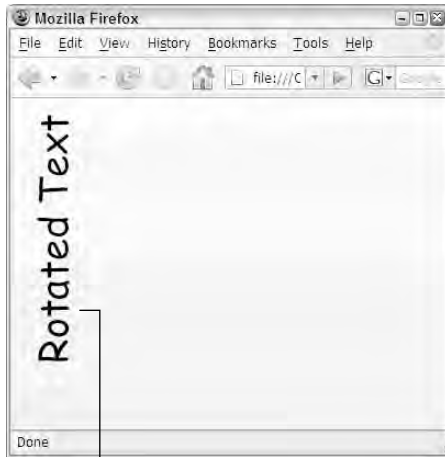 Mozilla Firefox
File Edit View History Bookmarks Tools Help
file:///C G
Rotated Text
Done